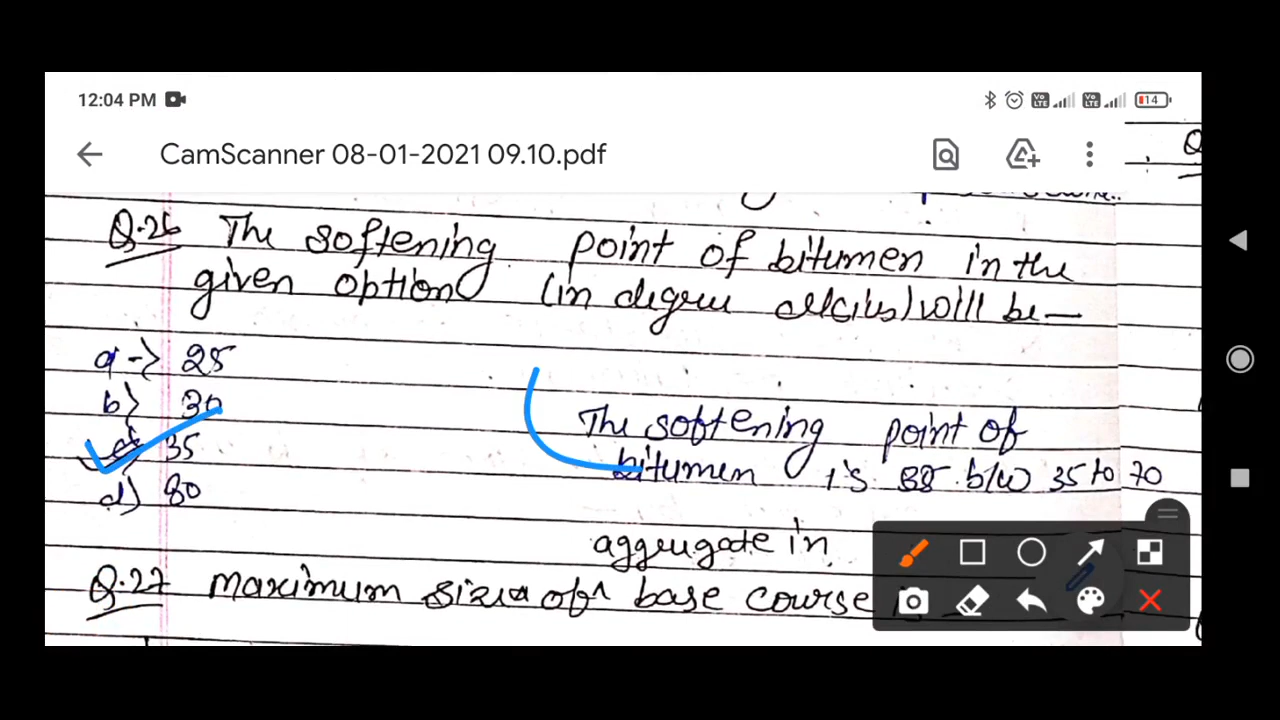 12:04 PM
14
CamScanner 08-01-2021 09.10.pdf
Q.26 The softening point of bitumen in the
given option (in degree celcius) will be—
a -> 25
b) 30
c) 35
d) 80
The softening point of
bitumen is b/w 35 to 70
aggregate in
Q.27 maximum size of^ base course